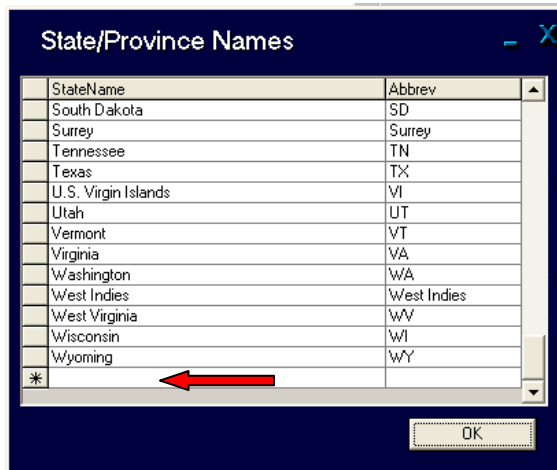 State/Province Names
StateName Abbrev
South Dakota SD
Surrey Surrey
Tennessee TN
Texas TX
U.S. Virgin Islands VI
Utah UT
Vermont VT
Virginia VA
Washington WA
West Indies West Indies
West Virginia WV
Wisconsin WI
Wyoming WY
OK